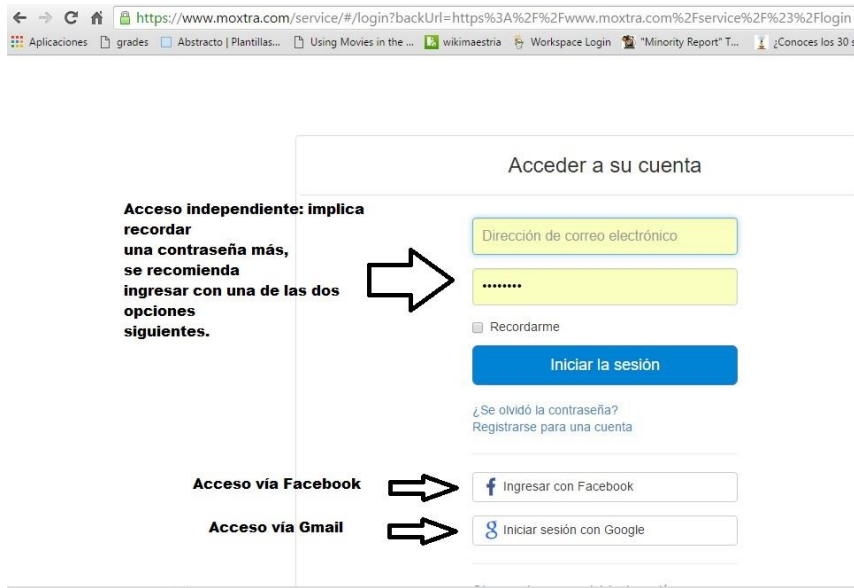 https://www.moxtra.com/service/#/login?backUrl=https%3A%2F%2Fwww.moxtra.com%2Fservice%2F%23%2Flogin
Aplicaciones grades Abstracto | Plantillas... Using Movies in the ... wikimaestria Workspace Login "Minority Report" T... ¿Conoces los 30 s
Acceder a su cuenta
Acceso independiente: implica
recordar
una contraseña más,
se recomienda
ingresar con una de las dos
opciones
siguientes.
Dirección de correo electrónico
••••••••
Recordarme
Iniciar la sesión
¿Se olvidó la contraseña?
Registrarse para una cuenta
Acceso vía Facebook
Ingresar con Facebook
Acceso vía Gmail
Iniciar sesión con Google